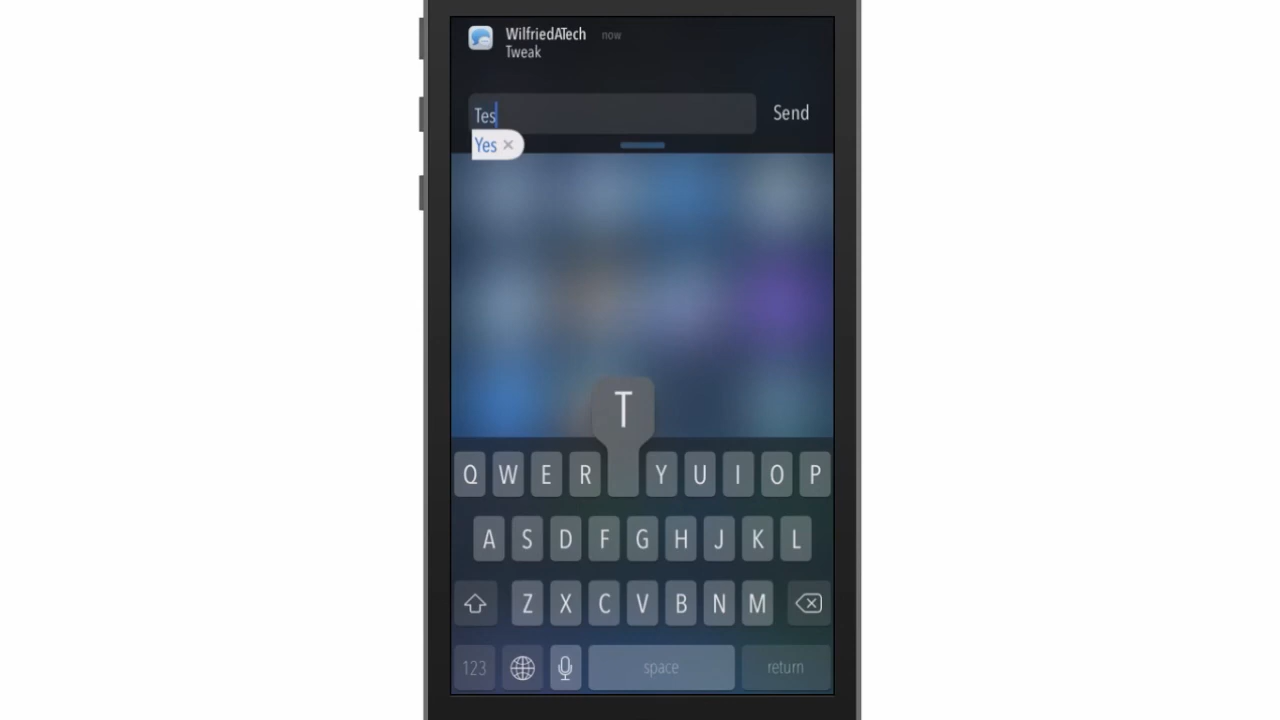 WilfriedATech now
Tweak
Tes Send
Yes ×
T
Q W E R Y U I O P
A S D F G H J K L
Z X C V B N M
123 space return